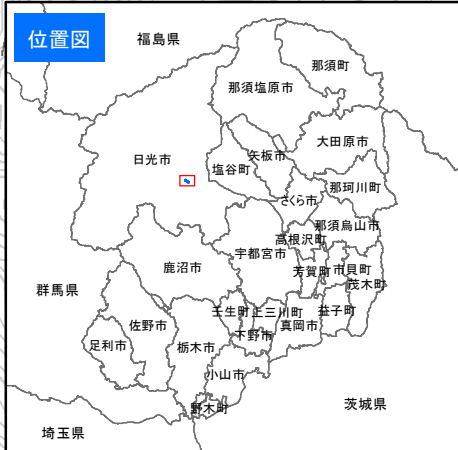 位置図
福島県
那須町
那須塩原市
大田原市
矢板市
日光市
塩谷町
那珂川町
さくら市
那須烏山市
高根沢町
宇都宮市
鹿沼市
芳賀町
市貝町
茂木町
群馬県
壬生町
上三川町
益子町
真岡市
佐野市
下野市
足利市
栃木市
小山市
野木町
茨城県
埼玉県